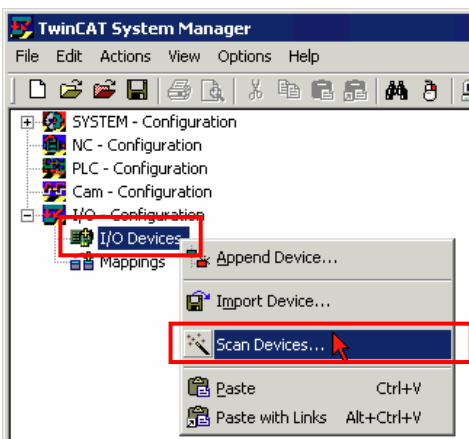 TwinCAT System Manager
File Edit Actions View Options Help
SYSTEM - Configuration
NC - Configuration
PLC - Configuration
Cam - Configuration
I/O - Configuration
I/O Devices
Mappings
Append Device...
Import Device...
Scan Devices...
Paste Ctrl+V
Paste with Links Alt+Ctrl+V